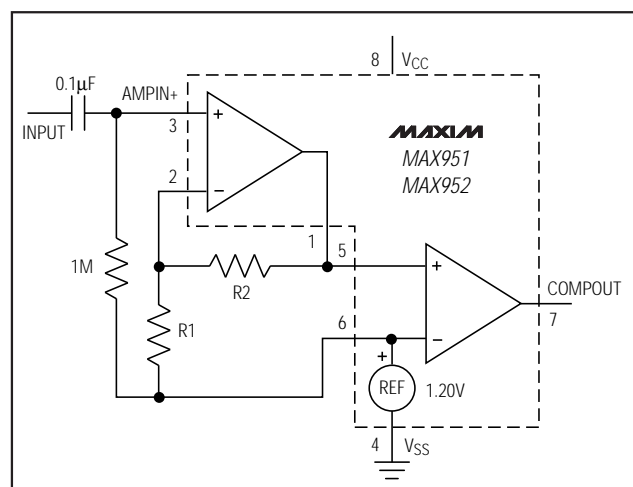 8
VCC
0.1µF
AMPIN+
3
INPUT
+
MAXIM
MAX951
MAX952
2
−
1
5
1M
R2
+
COMPOUT
R1
6
−
7
+
REF
1.20V
4
VSS